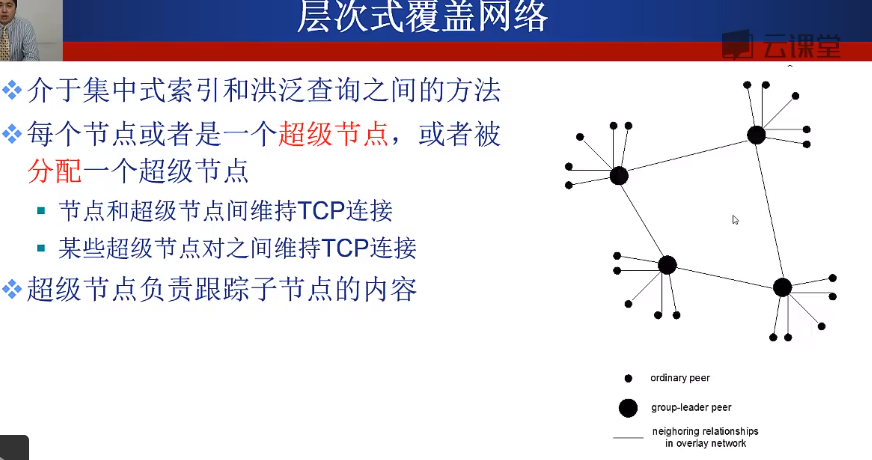 层次式覆盖网络
云课堂
介于集中式索引和洪泛查询之间的方法
每个节点或者是一个超级节点，或者被
分配一个超级节点
节点和超级节点间维持TCP连接
某些超级节点对之间维持TCP连接
超级节点负责跟踪子节点的内容
ordinary peer
group-leader peer
neighoring relationships
in overlay network